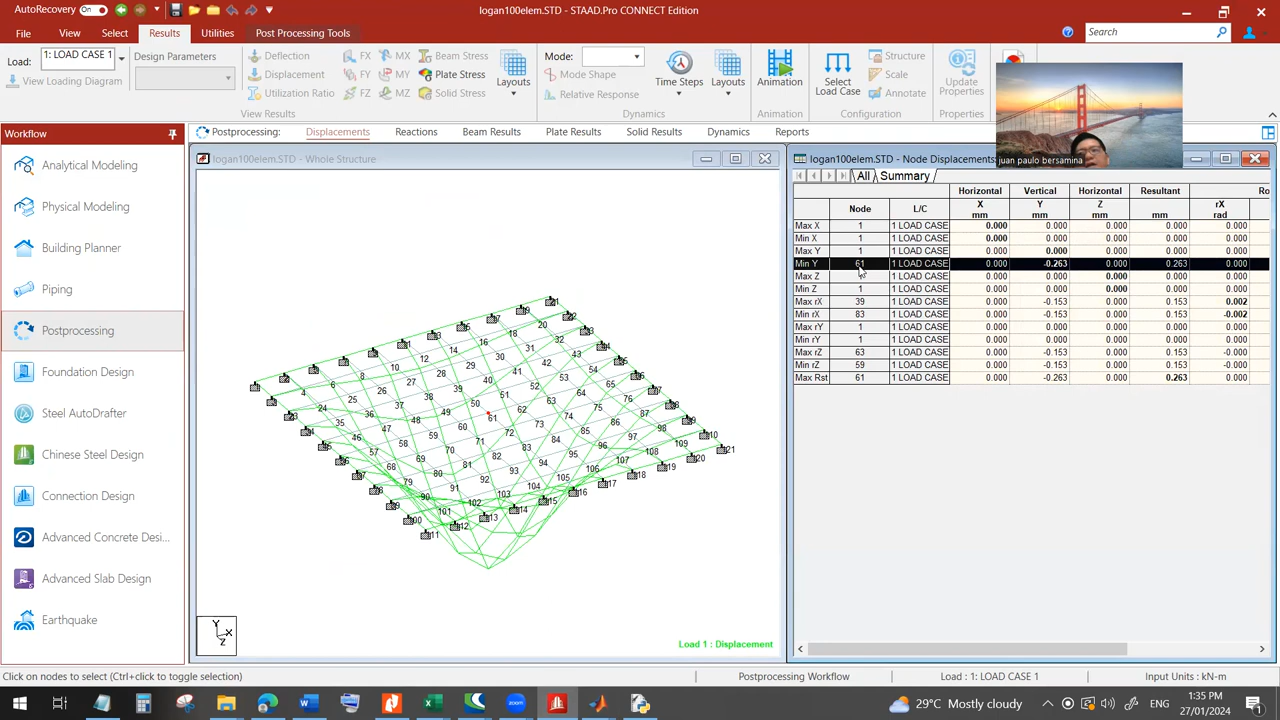 AutoRecovery On
logan100elem.STD - STAAD.Pro CONNECT Edition
File View Select Results Utilities Post Processing Tools
Search
Load: 1: LOAD CASE 1
View Loading Diagram
Design Parameters
Deflection FX MX Beam Stress
Displacement FY MY Plate Stress
Utilization Ratio FZ MZ Solid Stress
View Results
Layouts
Mode:
Mode Shape
Relative Response
Time Steps
Layouts
Dynamics
Animation
Animation
Select Load Case
Structure
Scale
Annotate
Configuration
Update Properties
Properties
juan paulo bersamina
Workflow
Postprocessing: Displacements Reactions Beam Results Plate Results Solid Results Dynamics Reports
Analytical Modeling
Physical Modeling
Building Planner
Piping
Postprocessing
Foundation Design
Steel AutoDrafter
Chinese Steel Design
Connection Design
Advanced Concrete Desi...
Advanced Slab Design
Earthquake
logan100elem.STD - Whole Structure
Y
X
Z
Load 1 : Displacement
logan100elem.STD - Node Displacements
All Summary
Horizontal Vertical Horizontal Resultant Ro
Node L/C X mm Y mm Z mm mm rX rad
Max X 1 1 LOAD CASE 0.000 0.000 0.000 0.000 0.000
Min X 1 1 LOAD CASE 0.000 0.000 0.000 0.000 0.000
Max Y 1 1 LOAD CASE 0.000 0.000 0.000 0.000 0.000
Min Y 61 1 LOAD CASE 0.000 -0.263 0.000 0.263 0.000
Max Z 1 LOAD CASE 0.000 0.000 0.000 0.000 0.000
Min Z 1 1 LOAD CASE 0.000 0.000 0.000 0.000 0.000
Max rX 39 1 LOAD CASE 0.000 -0.153 0.000 0.153 0.002
Min rX 83 1 LOAD CASE 0.000 -0.153 0.000 0.153 -0.002
Max rY 1 1 LOAD CASE 0.000 0.000 0.000 0.000 0.000
Min rY 1 1 LOAD CASE 0.000 0.000 0.000 0.000 0.000
Max rZ 63 1 LOAD CASE 0.000 -0.153 0.000 0.153 0.000
Min rZ 59 1 LOAD CASE 0.000 -0.153 0.000 0.153 0.000
Max Rst 61 1 LOAD CASE 0.000 -0.263 0.000 0.263 0.000
Click on nodes to select (Ctrl+click to toggle selection)
Postprocessing Workflow
Load : 1: LOAD CASE 1
Input Units : kN-m
29°C Mostly cloudy
ENG
1:35 PM
27/01/2024